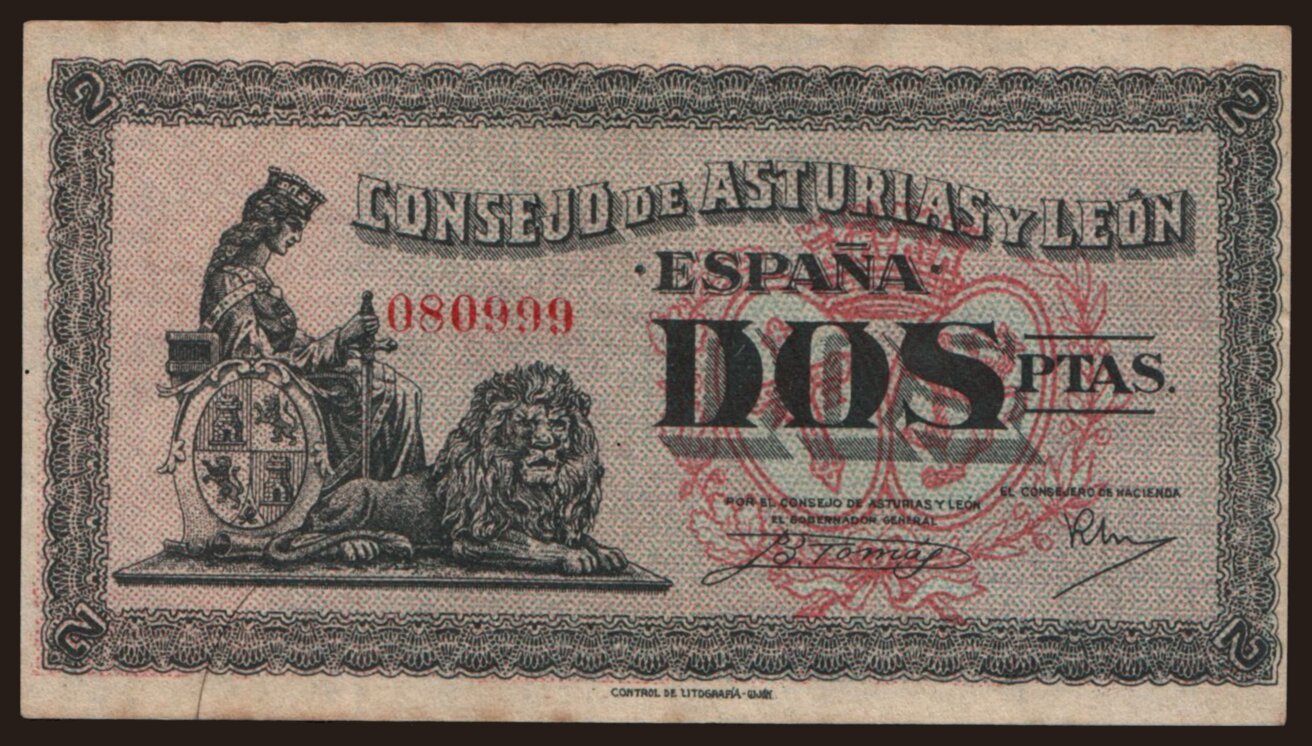 2 2
CONSEJO DE ASTURIAS Y LEÓN
·ESPAÑA·
080999
DOS PTAS.
POR EL CONSEJO DE ASTURIAS Y LEÓN
EL GOBERNADOR GENERAL
EL CONSEJERO DE HACIENDA
B. Tomás
2 2
CONTROL DE LITOGRAFÍA - GIJÓN